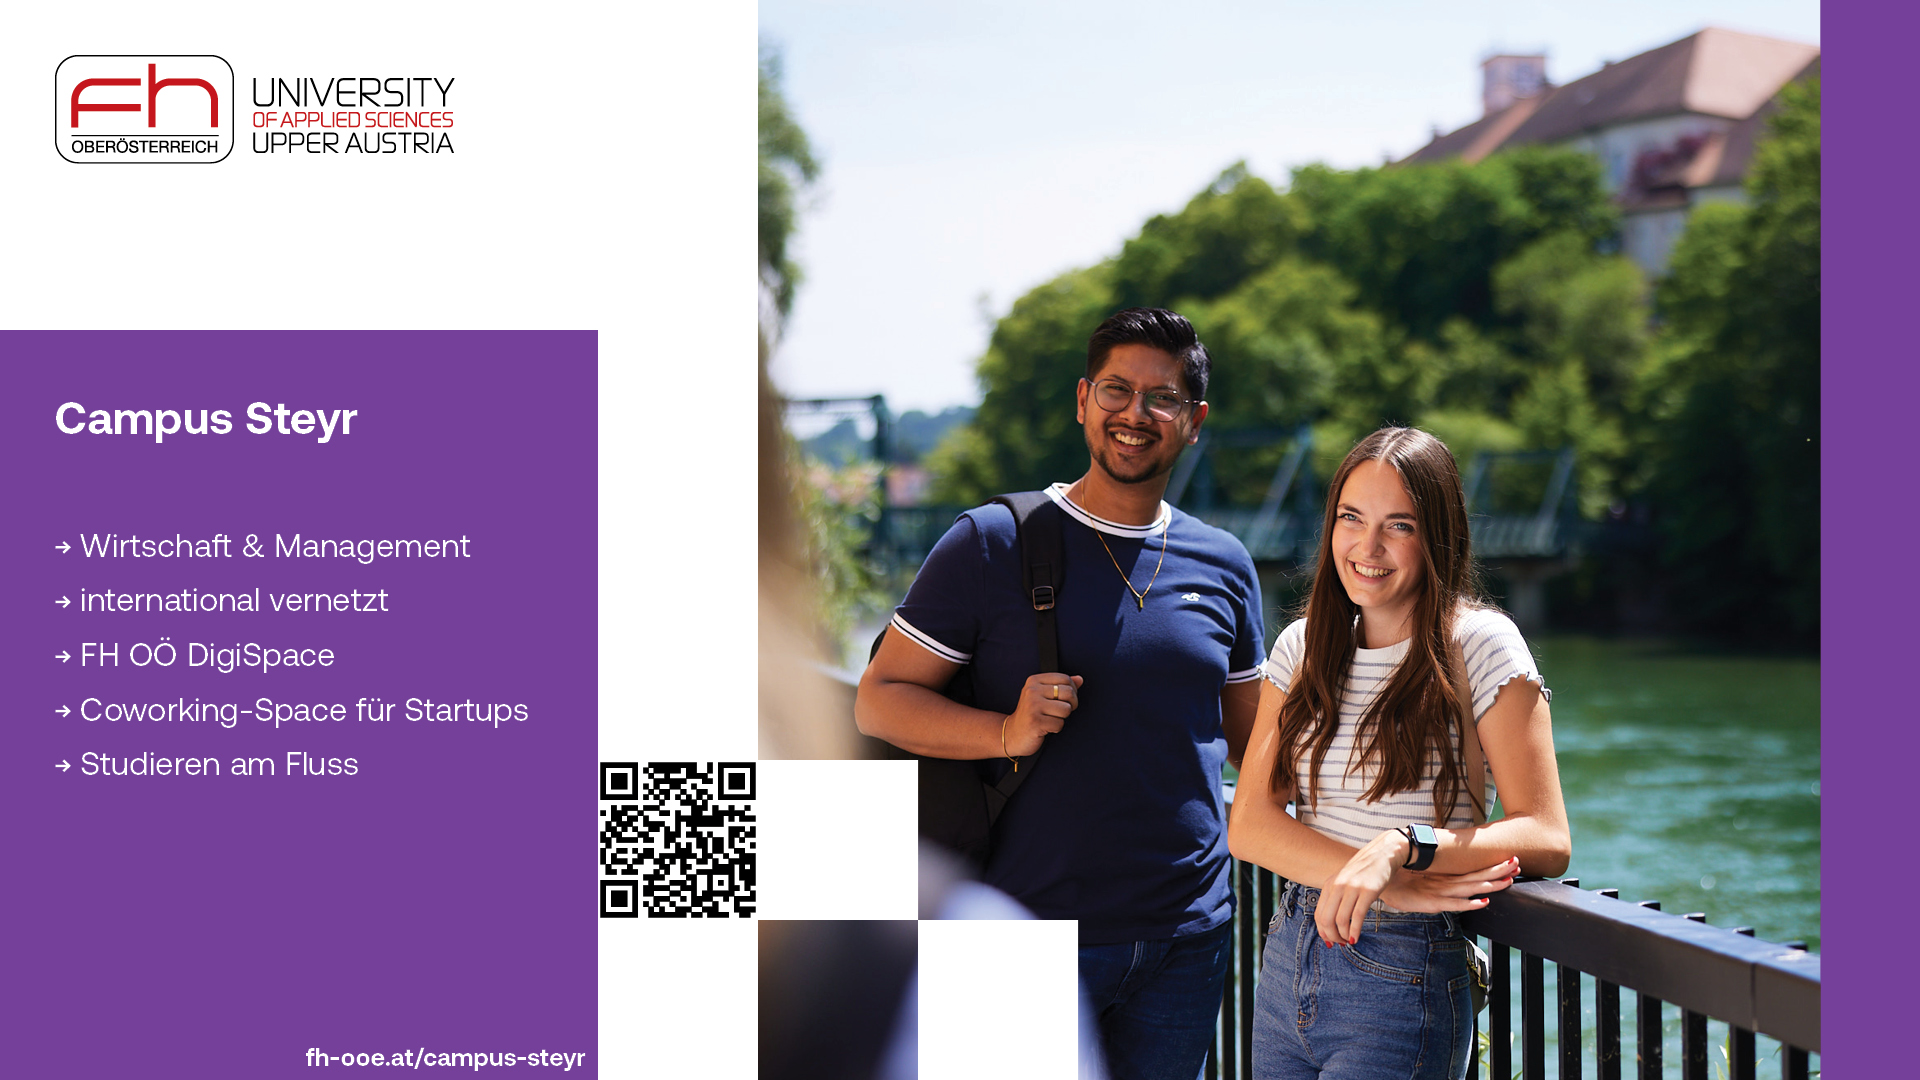 fh
OBERÖSTERREICH
UNIVERSITY
OF APPLIED SCIENCES
UPPER AUSTRIA
Campus Steyr
→ Wirtschaft & Management
→ international vernetzt
→ FH OÖ DigiSpace
→ Coworking-Space für Startups
→ Studieren am Fluss
fh-ooe.at/campus-steyr